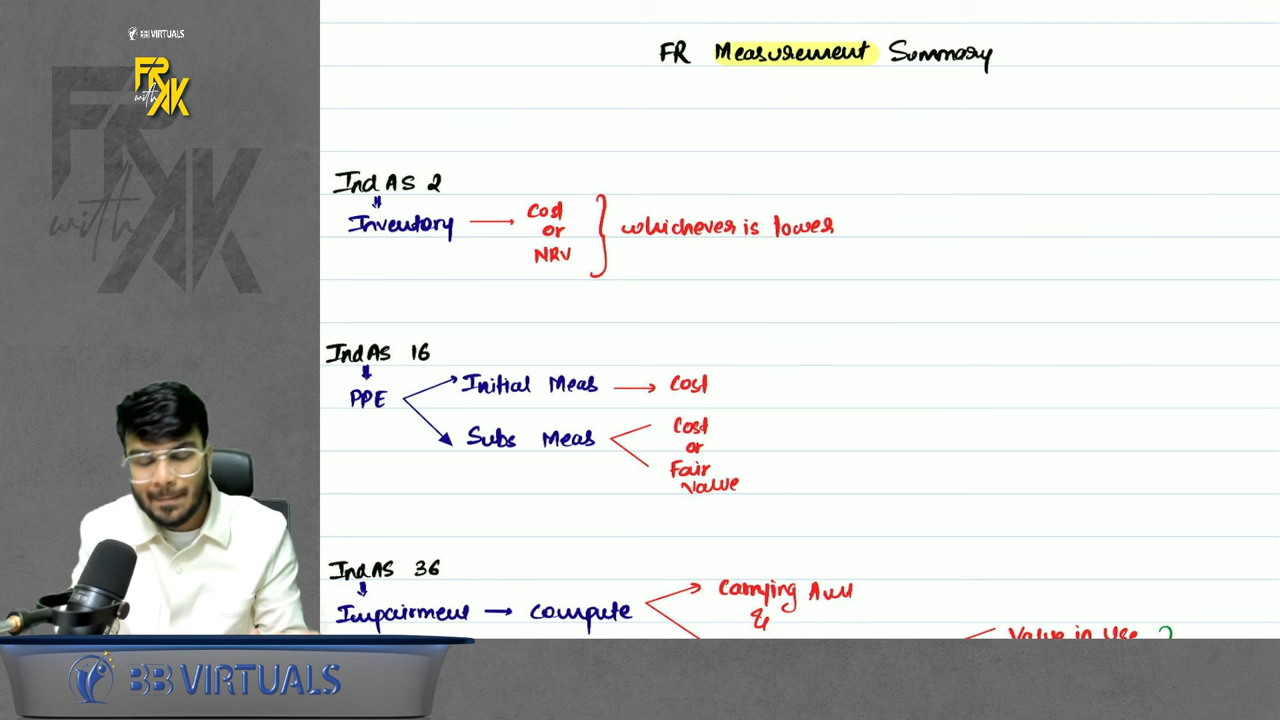 BB VIRTUALS
FR
with
AK
FR Measurement Summary
Ind AS 2
Inventory
Cost
or
NRV
whichever is lower
Ind AS 16
PPE
Initial Meas
Cost
Subs Meas
Cost
or
Fair
Value
Ind AS 36
Impairment
Compute
Carrying Amt
&
Value in Use
BB VIRTUALS